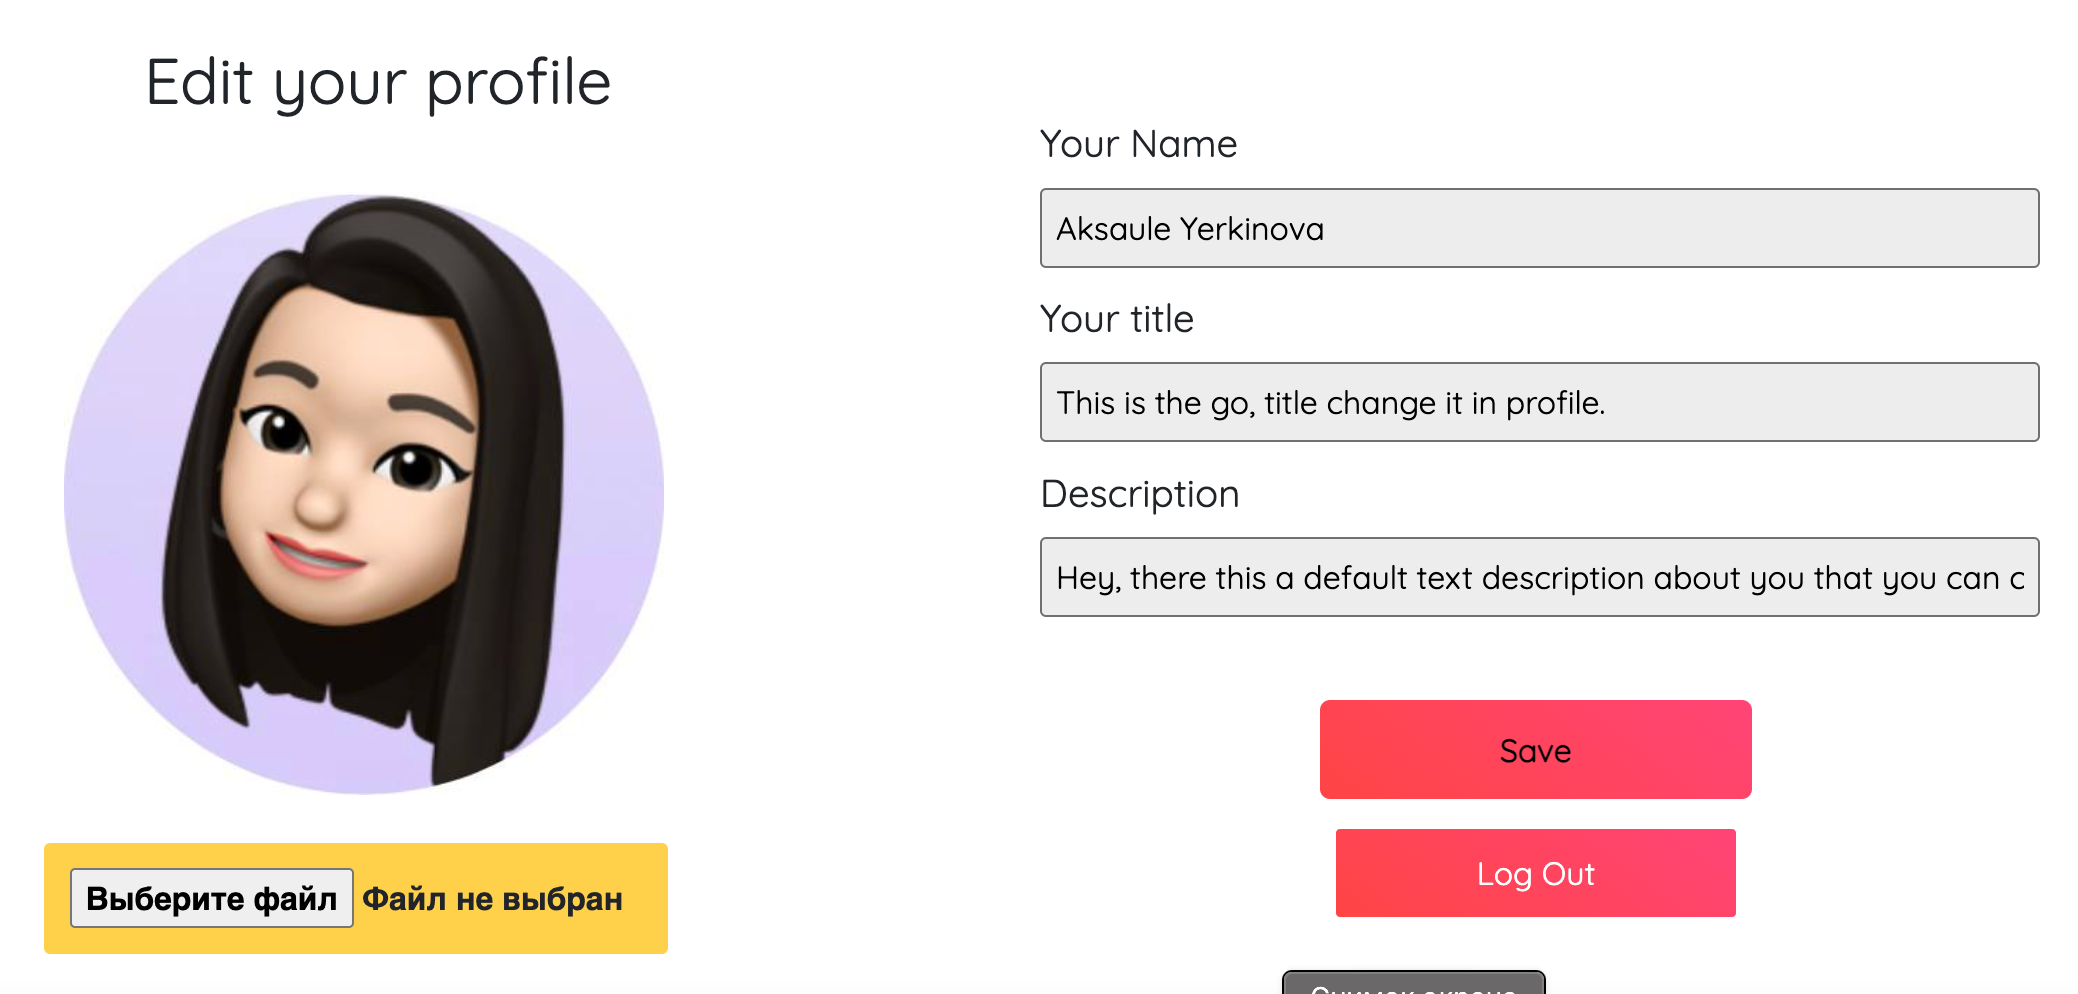 Edit your profile
Your Name
Aksaule Yerkinova
Your title
This is the go, title change it in profile.
Description
Hey, there this a default text description about you that you can c
Save
Log Out
Выберите файл Файл не выбран